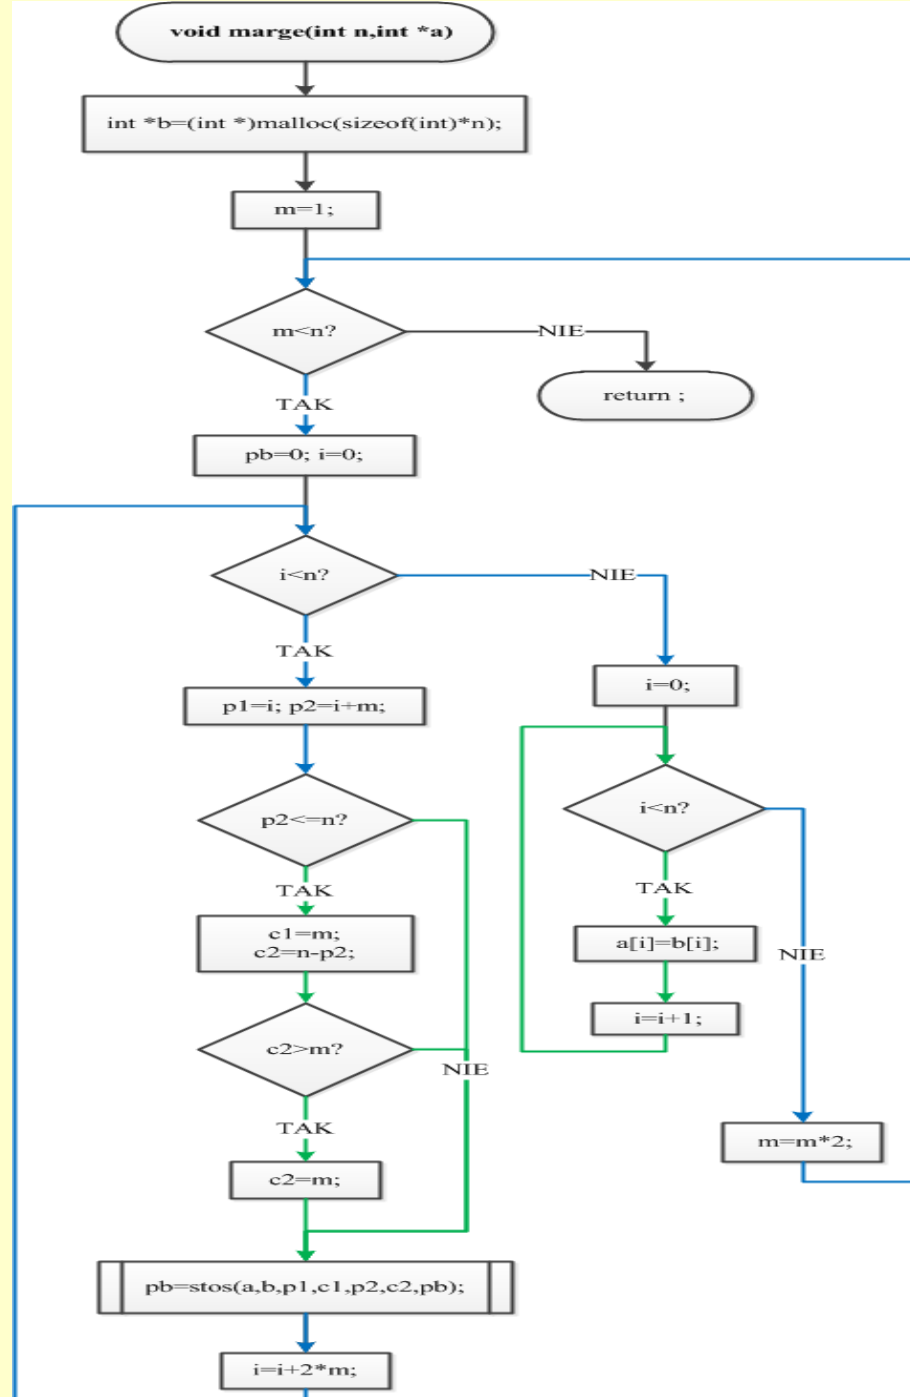 void marge(int n,int *a)
int *b=(int *)malloc(sizeof(int)*n);
m=1;
m<n?
NIE
return ;
TAK
pb=0; i=0;
i<n?
NIE
TAK
p1=i; p2=i+m;
p2<=n?
TAK
c1=m;
c2=n-p2;
c2>m?
NIE
TAK
c2=m;
pb=stos(a,b,p1,c1,p2,c2,pb);
i=i+2*m;
i=0;
i<n?
TAK
a[i]=b[i];
NIE
i=i+1;
m=m*2;